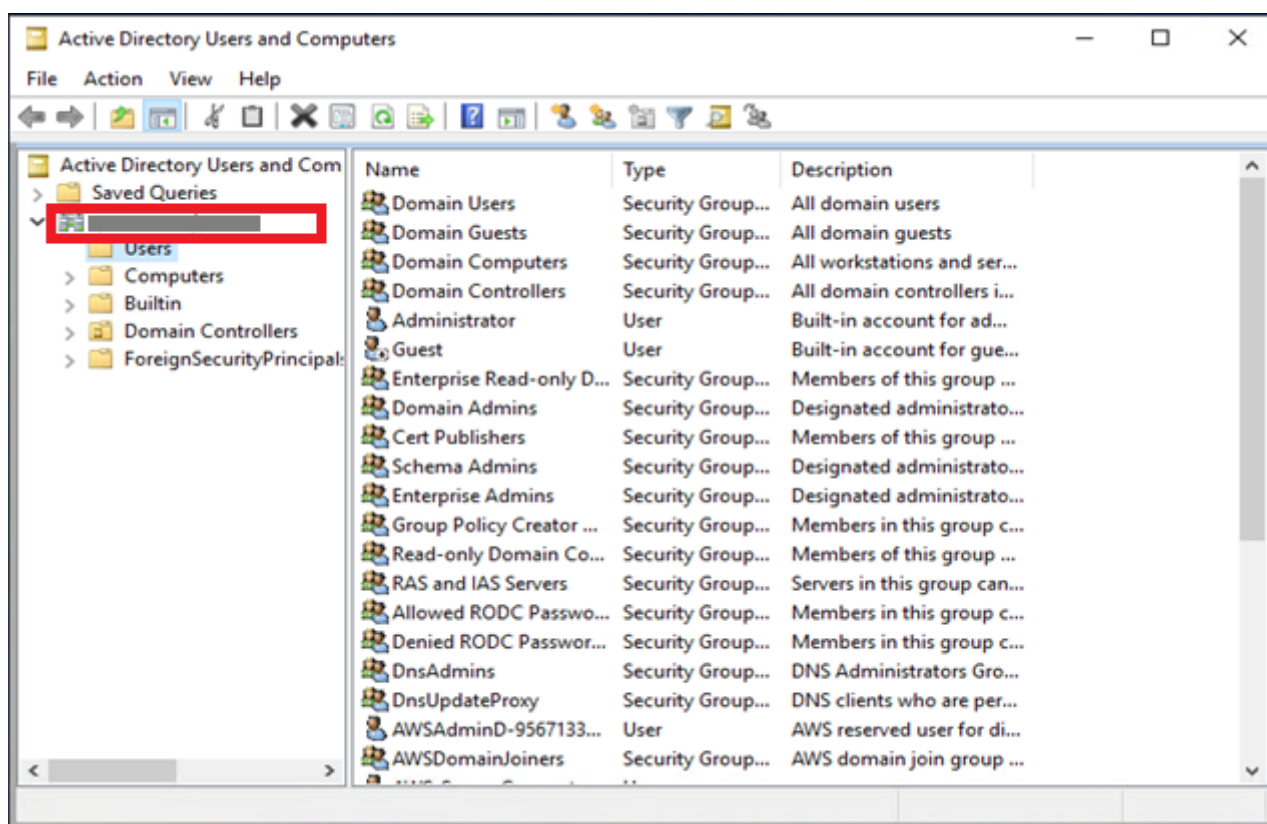 Active Directory Users and Computers
File Action View Help
Active Directory Users and Com
Saved Queries
Users
Computers
Builtin
Domain Controllers
ForeignSecurityPrincipals
Name Type Description
Domain Users Security Group... All domain users
Domain Guests Security Group... All domain guests
Domain Computers Security Group... All workstations and ser...
Domain Controllers Security Group... All domain controllers i...
Administrator User Built-in account for ad...
Guest User Built-in account for gue...
Enterprise Read-only D... Security Group... Members of this group ...
Domain Admins Security Group... Designated administrato...
Cert Publishers Security Group... Members of this group ...
Schema Admins Security Group... Designated administrato...
Enterprise Admins Security Group... Designated administrato...
Group Policy Creator ... Security Group... Members in this group c...
Read-only Domain Co... Security Group... Members of this group ...
RAS and IAS Servers Security Group... Servers in this group can...
Allowed RODC Passwo... Security Group... Members in this group c...
Denied RODC Passwor... Security Group... Members in this group c...
DnsAdmins Security Group... DNS Administrators Gro...
DnsUpdateProxy Security Group... DNS clients who are per...
AWSAdminD-9567133... User AWS reserved user for di...
AWSDomainJoiners Security Group... AWS domain join group ...